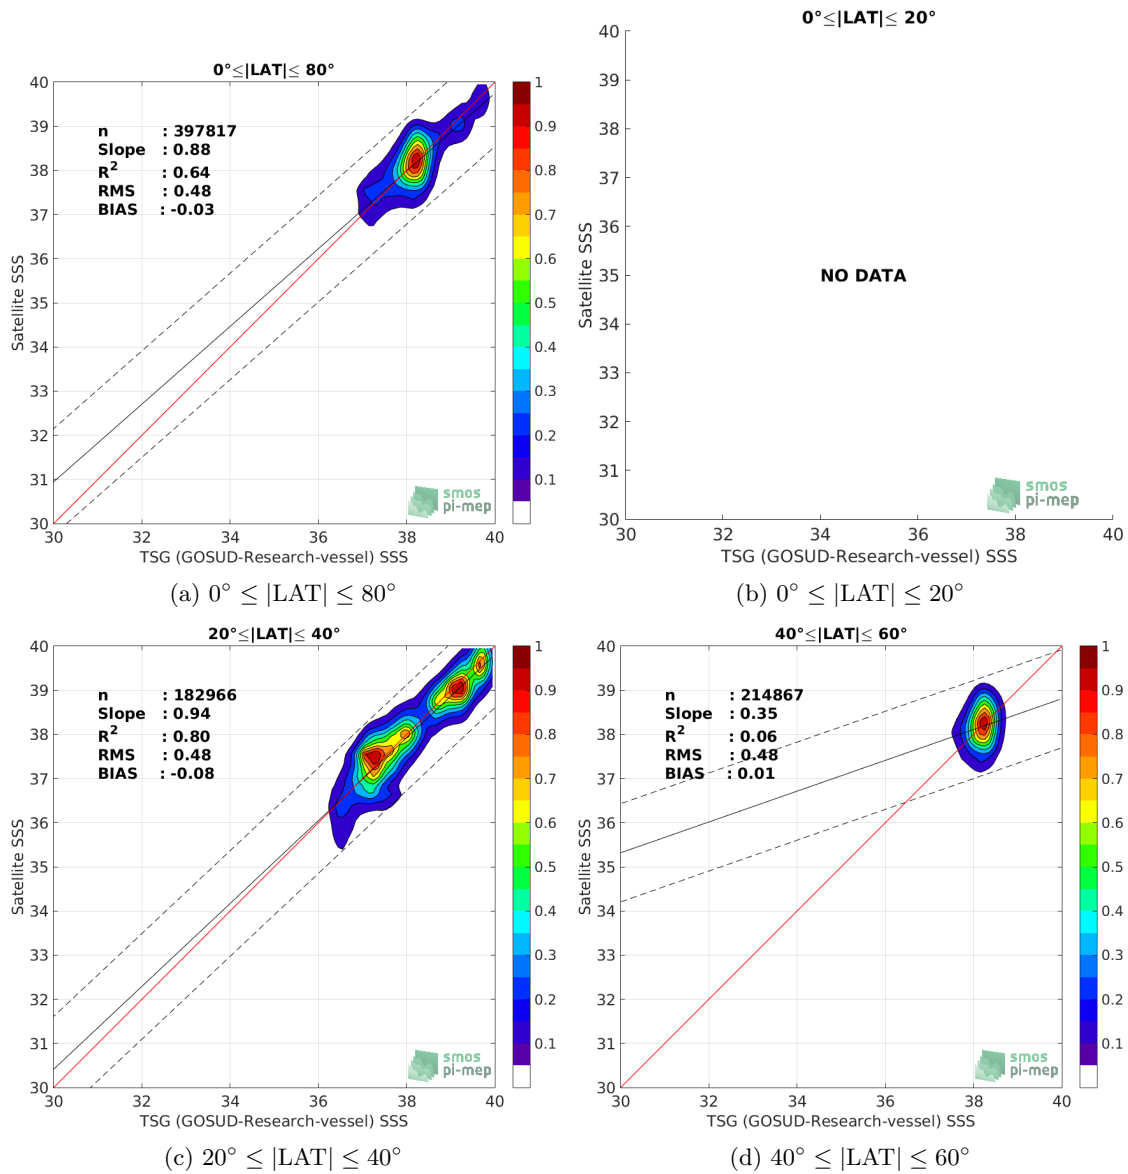 0°≤|LAT|≤ 80°
40
39
38
37
36
35
34
33
32
31
30
Satellite SSS
n : 397817
Slope : 0.88
R² : 0.64
RMS : 0.48
BIAS : -0.03
smos
pi-mep
30 32 34 36 38 40
TSG (GOSUD-Research-vessel) SSS
1
0.9
0.8
0.7
0.6
0.5
0.4
0.3
0.2
0.1
(a) 0° ≤ |LAT| ≤ 80°
0°≤|LAT|≤ 20°
40
39
38
37
36
35
34
33
32
31
30
Satellite SSS
NO DATA
smos
pi-mep
30 32 34 36 38 40
TSG (GOSUD-Research-vessel) SSS
(b) 0° ≤ |LAT| ≤ 20°
20°≤|LAT|≤ 40°
40
39
38
37
36
35
34
33
32
31
30
Satellite SSS
n : 182966
Slope : 0.94
R² : 0.80
RMS : 0.48
BIAS : -0.08
smos
pi-mep
30 32 34 36 38 40
TSG (GOSUD-Research-vessel) SSS
1
0.9
0.8
0.7
0.6
0.5
0.4
0.3
0.2
0.1
(c) 20° ≤ |LAT| ≤ 40°
40°≤|LAT|≤ 60°
40
39
38
37
36
35
34
33
32
31
30
Satellite SSS
n : 214867
Slope : 0.35
R² : 0.06
RMS : 0.48
BIAS : 0.01
smos
pi-mep
30 32 34 36 38 40
TSG (GOSUD-Research-vessel) SSS
1
0.9
0.8
0.7
0.6
0.5
0.4
0.3
0.2
0.1
(d) 40° ≤ |LAT| ≤ 60°